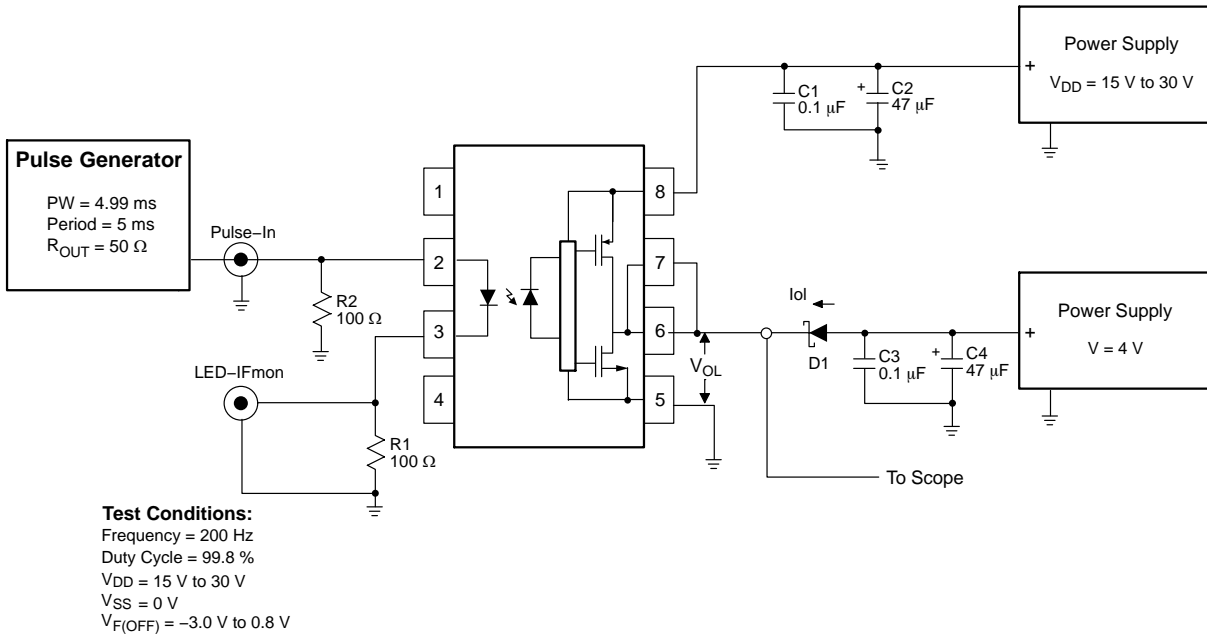 Power Supply
VDD = 15 V to 30 V
+
C1
0.1 μF
+
C2
47 μF
Pulse Generator
PW = 4.99 ms
Period = 5 ms
ROUT = 50 Ω
Pulse–In
R2
100 Ω
LED–IFmon
R1
100 Ω
1
2
3
4
8
7
6
5
VOL
Iol
D1
C3
0.1 μF
+
C4
47 μF
+
Power Supply
V = 4 V
To Scope
Test Conditions:
Frequency = 200 Hz
Duty Cycle = 99.8 %
VDD = 15 V to 30 V
VSS = 0 V
VF(OFF) = −3.0 V to 0.8 V